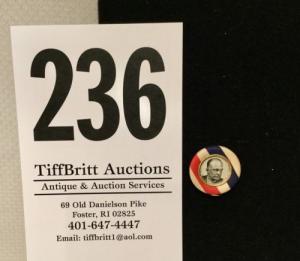 236
TiffBritt Auctions
Antique & Auction Services
69 Old Danielson Pike
Foster, RI 02825
401-647-4447
Email: tiffbritt1@aol.com